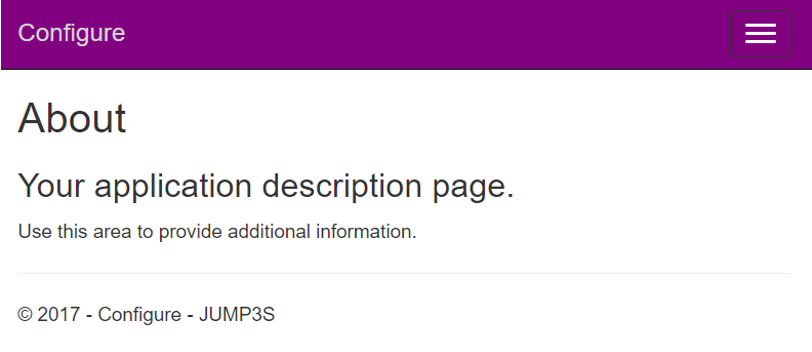 Configure
About
Your application description page.
Use this area to provide additional information.
© 2017 - Configure - JUMP3S